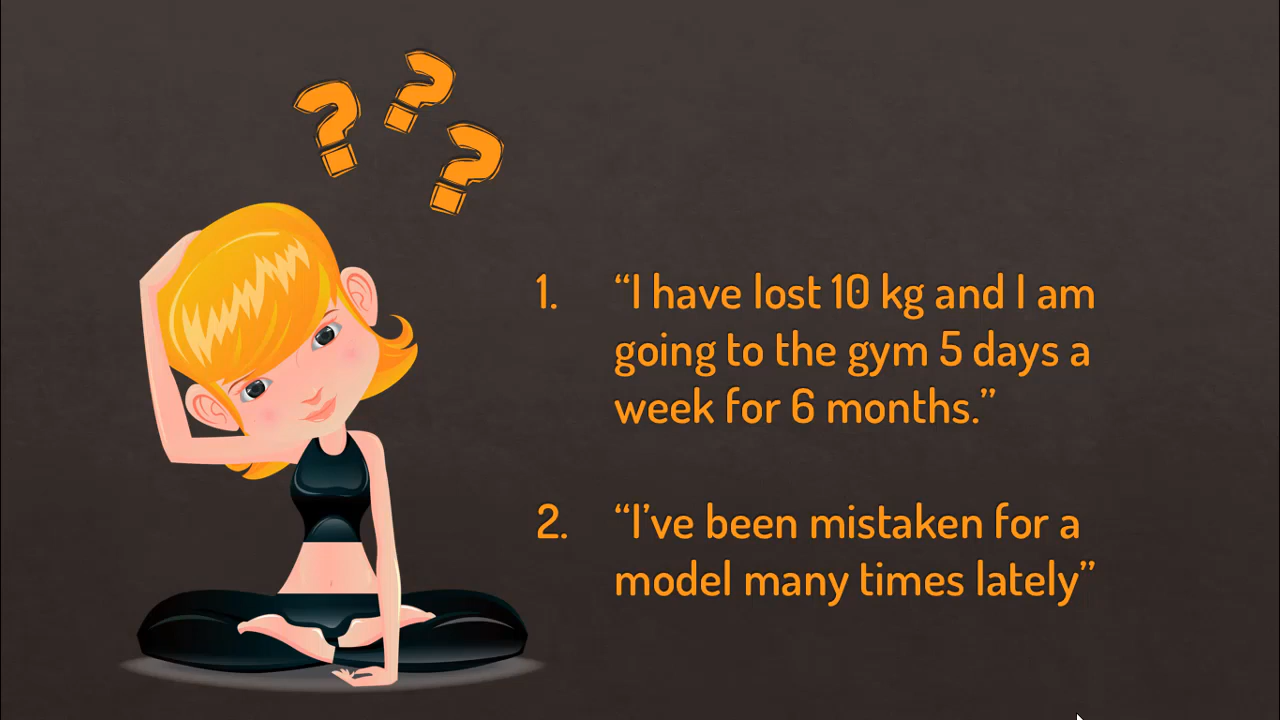 ???
1. “I have lost 10 kg and I am
going to the gym 5 days a
week for 6 months.”
2. “I’ve been mistaken for a
model many times lately”